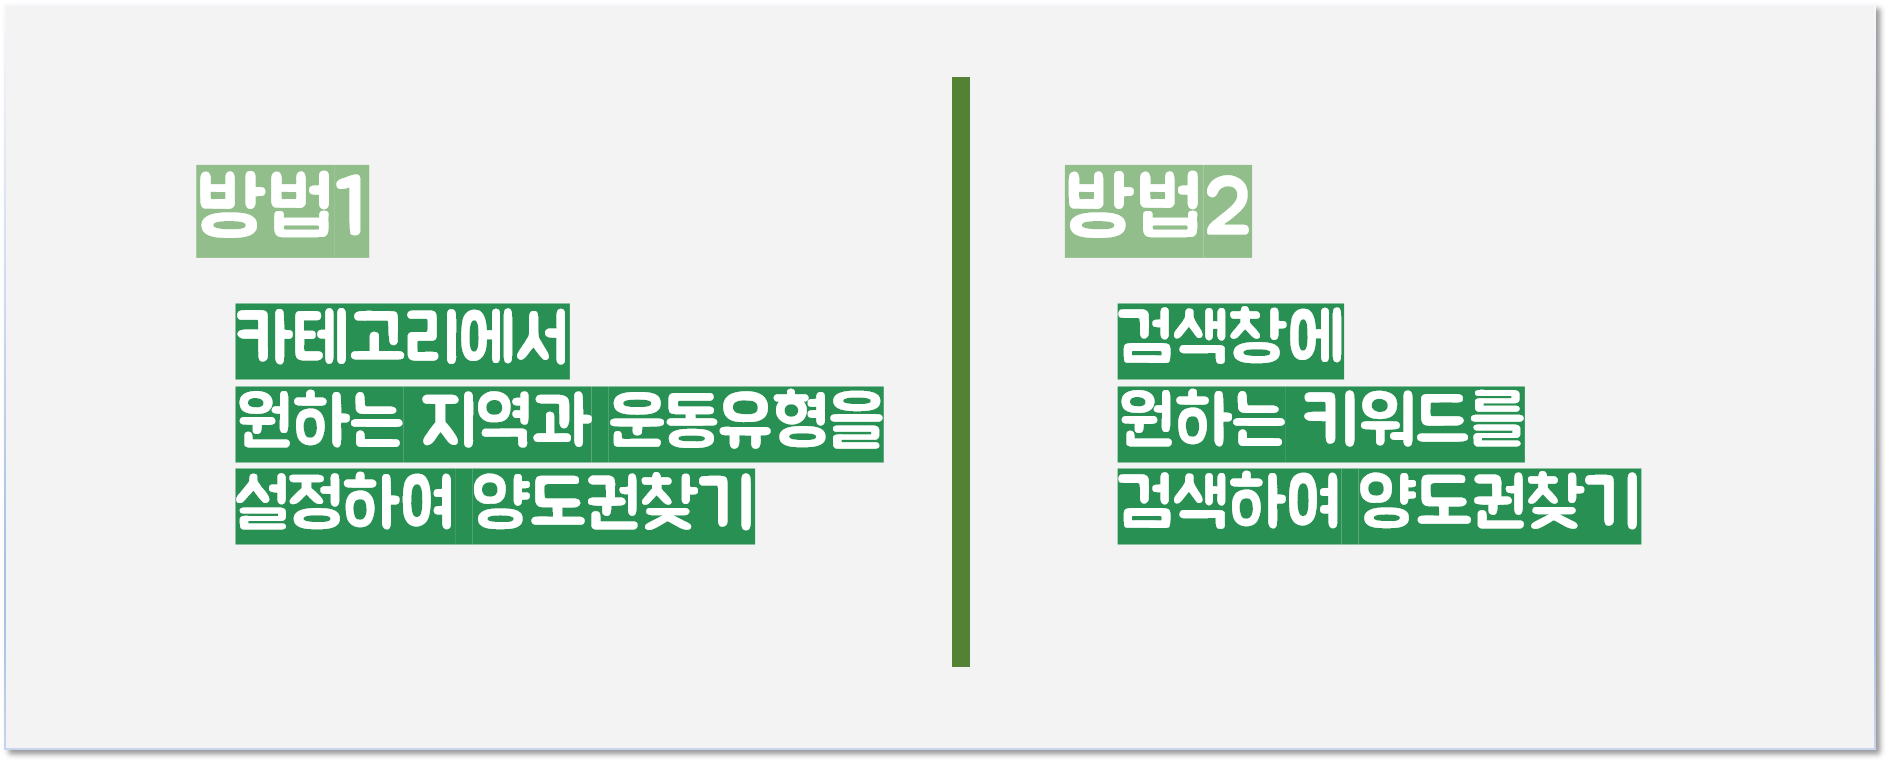 방법1
카테고리에서
원하는 지역과 운동유형을
설정하여 양도권찾기
방법2
검색창에
원하는 키워드를
검색하여 양도권찾기